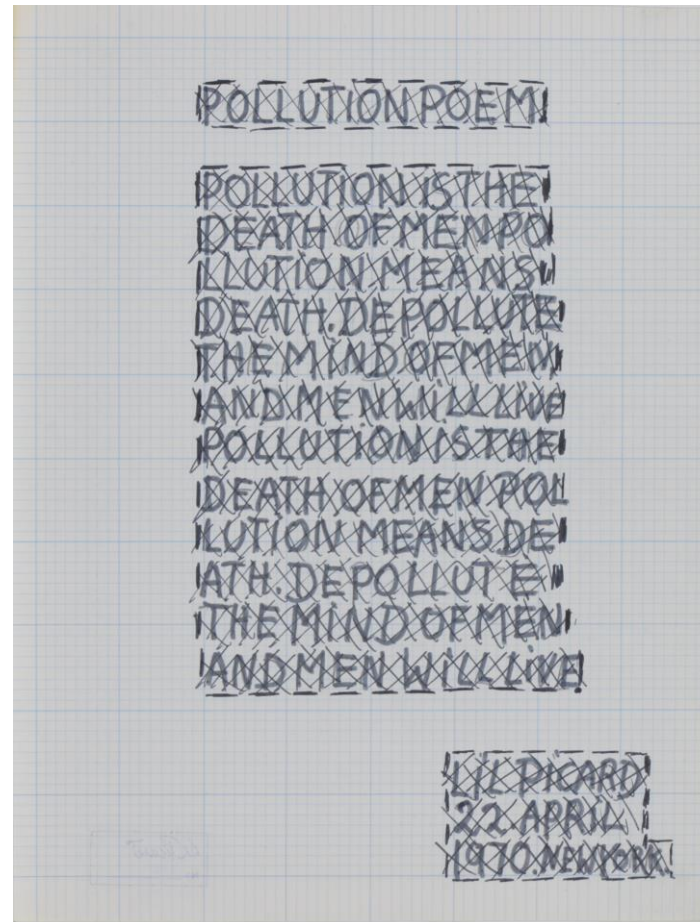 POLLUTION POEM
POLLUTION IS THE
DEATH OF MEN PO
LLUTION MEANS
DEATH. DEPOLLUTE
THE MIND OF MEN
AND MEN WILL LIVE
POLLUTION IS THE
DEATH OF MEN POL
LUTION MEANS DE
ATH. DEPOLLUTE
THE MIND OF MEN
AND MEN WILL LIVE
LIL PICARD
22 APRIL
1970. NEW YORK.